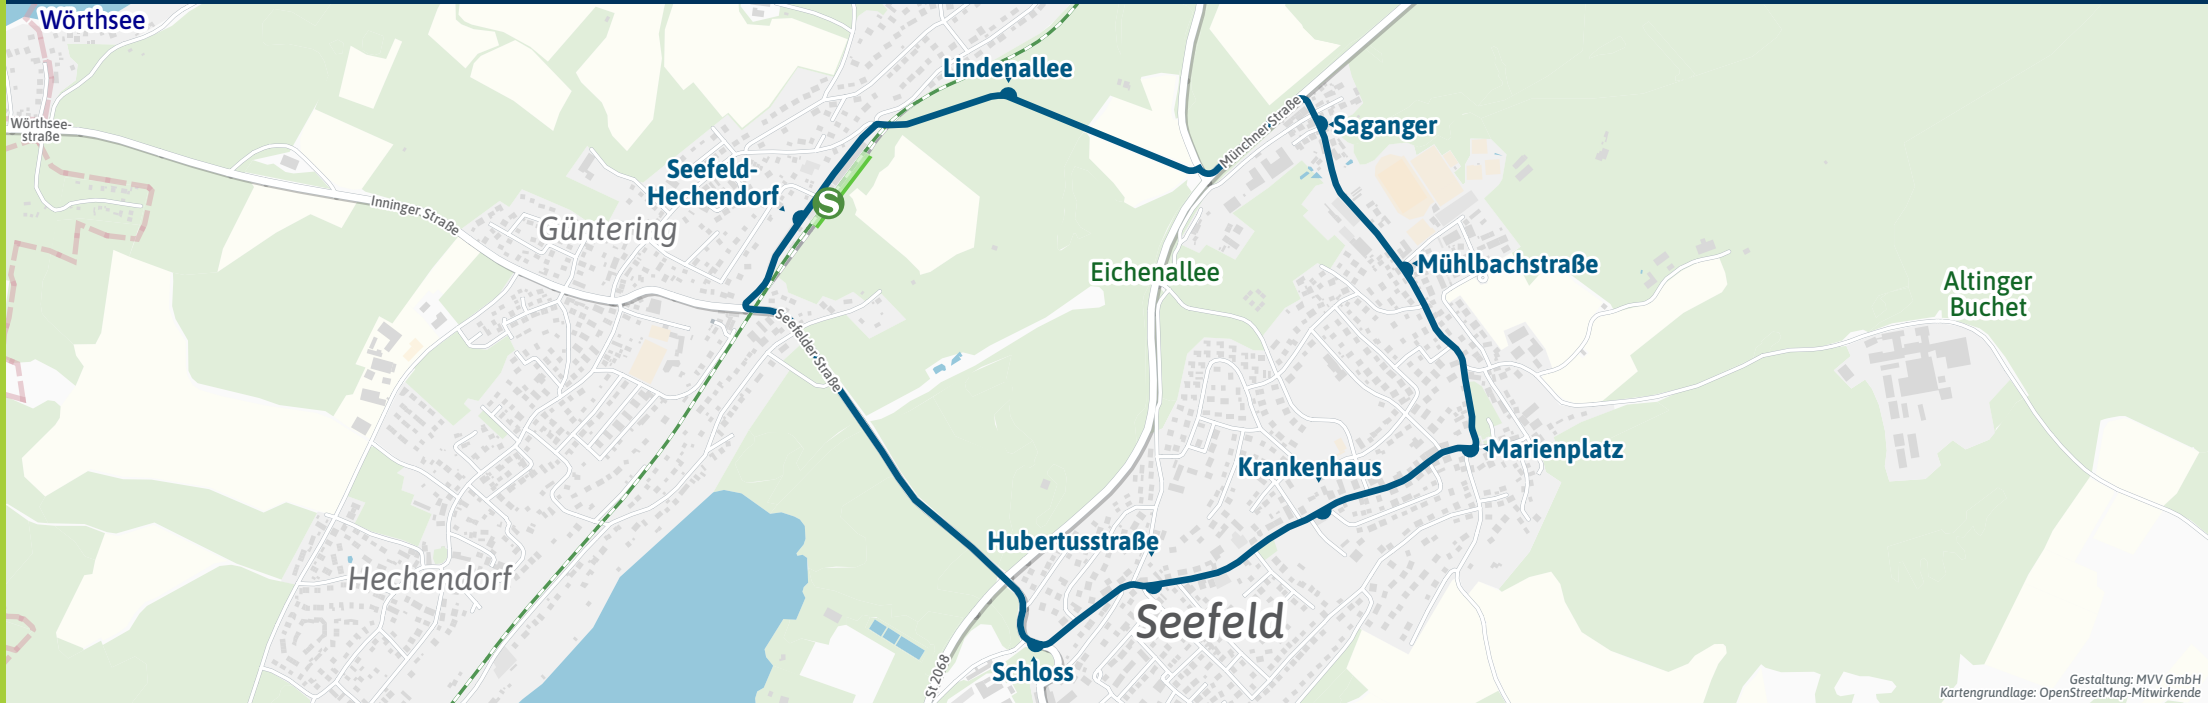 Wörthsee
Lindenallee
Münchner Straße
Saganger
Wörthsee-
straße
Seefeld-
Hechendorf
S
Inninger Straße
Güntering
Eichenallee
Mühlbachstraße
Altinger
Buchet
Seefelder Straße
Marienplatz
Krankenhaus
Hubertusstraße
Hechendorf
Seefeld
Schloss
St 2068
Gestaltung: MVV GmbH
Kartengrundlage: OpenStreetMap-Mitwirkende